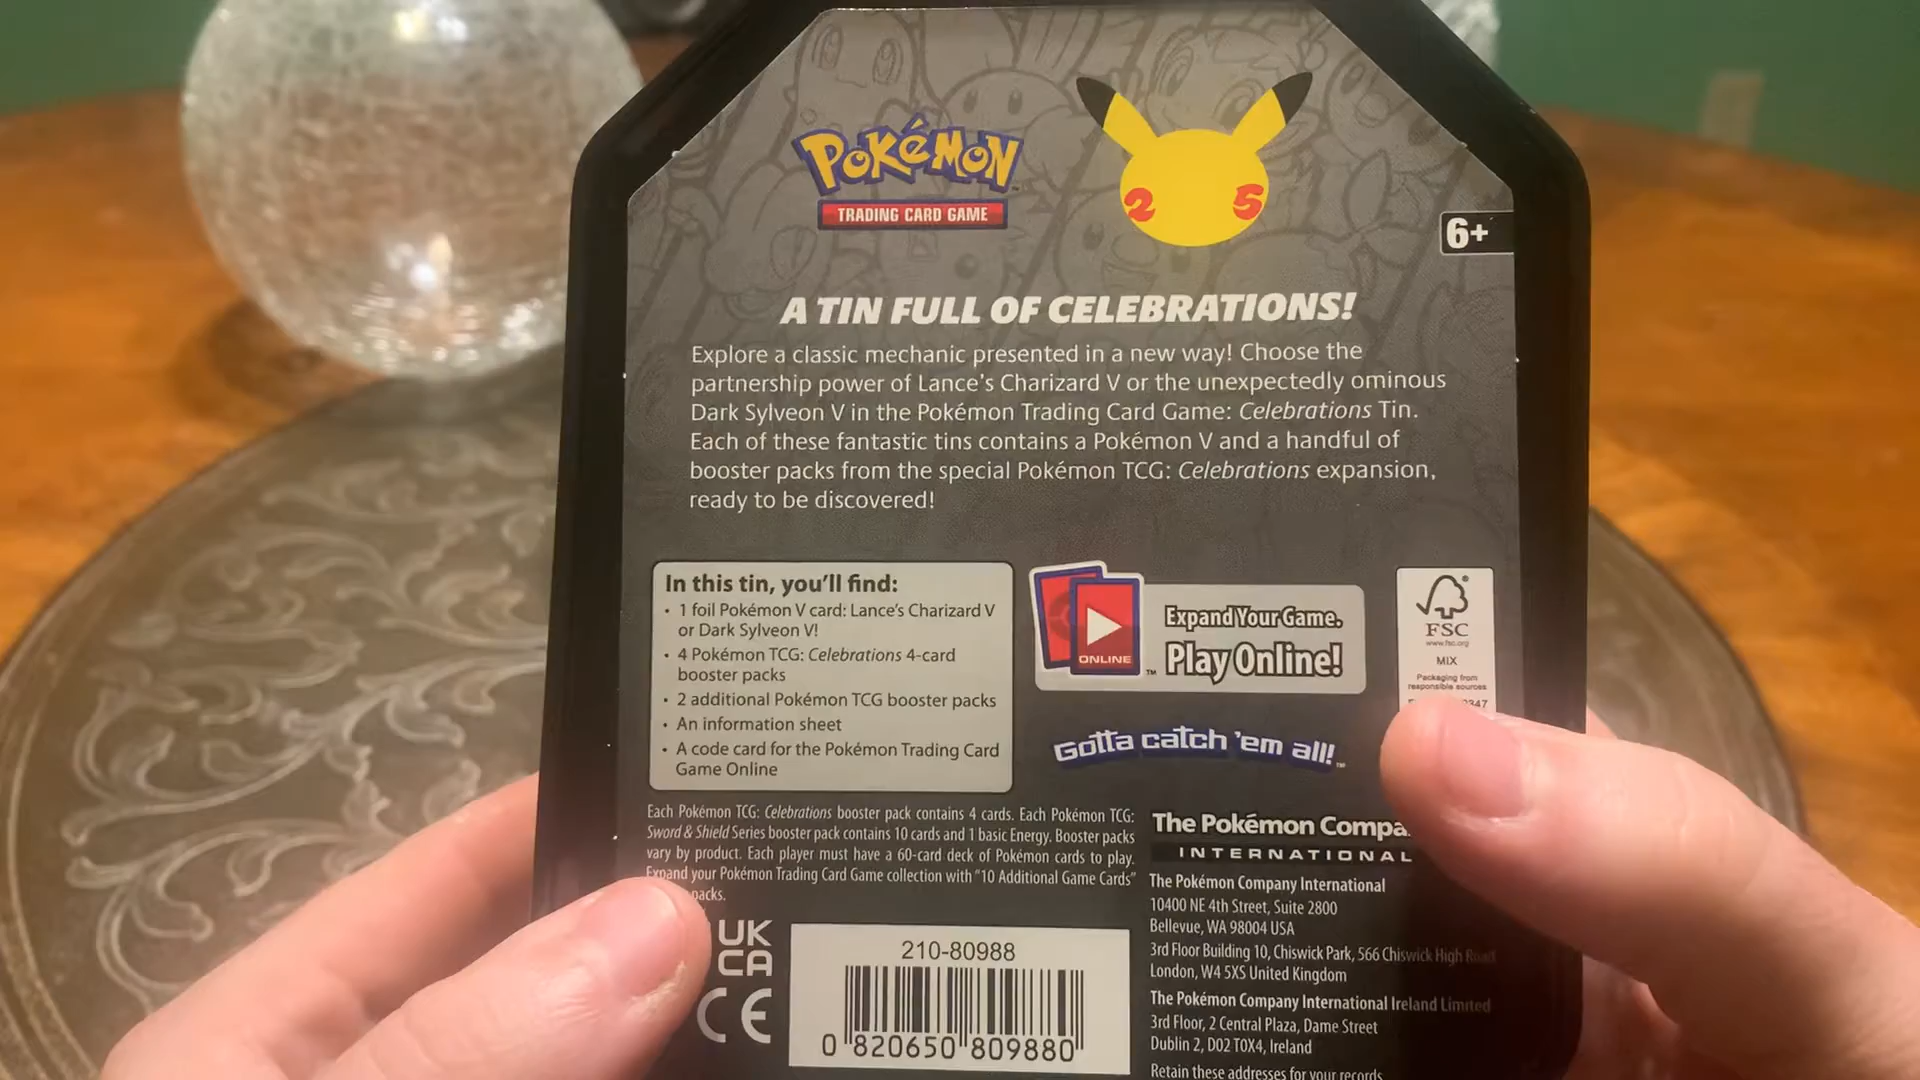 POKéMON
TRADING CARD GAME
25
6+
A TIN FULL OF CELEBRATIONS!
Explore a classic mechanic presented in a new way! Choose the
partnership power of Lance's Charizard V or the unexpectedly ominous
Dark Sylveon V in the Pokémon Trading Card Game: Celebrations Tin.
Each of these fantastic tins contains a Pokémon V and a handful of
booster packs from the special Pokémon TCG: Celebrations expansion,
ready to be discovered!
In this tin, you'll find:
• 1 foil Pokémon V card: Lance's Charizard V
or Dark Sylveon V!
• 4 Pokémon TCG: Celebrations 4-card
booster packs
• 2 additional Pokémon TCG booster packs
• An information sheet
• A code card for the Pokémon Trading Card
Game Online
ONLINE
Expand Your Game.
Play Online!
FSC
www.fsc.org
MIX
Packaging from
responsible sources
347
Gotta catch 'em all!
Each Pokémon TCG: Celebrations booster pack contains 4 cards. Each Pokémon TCG:
Sword & Shield Series booster pack contains 10 cards and 1 basic Energy. Booster packs
vary by product. Each player must have a 60-card deck of Pokémon cards to play.
Expand your Pokémon Trading Card Game collection with "10 Additional Game Cards"
packs.
UK
CA
CE
210-80988
0 820650 809880
The Pokémon Compa
INTERNATIONAL
The Pokémon Company International
10400 NE 4th Street, Suite 2800
Bellevue, WA 98004 USA
3rd Floor Building 10, Chiswick Park, 566 Chiswick High Road
London, W4 5XS United Kingdom
The Pokémon Company International Ireland Limited
3rd Floor, 2 Central Plaza, Dame Street
Dublin 2, D02 T0X4, Ireland
Retain these addresses for your records